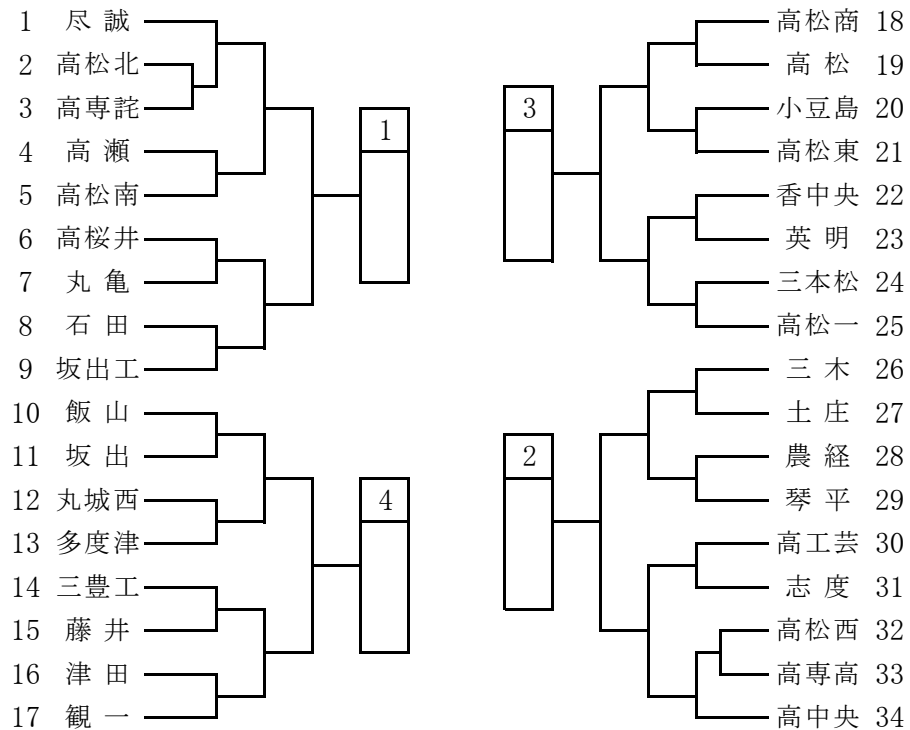 1 尽 誠
2 高松北
3 高専詫
4 高 瀬
5 高松南
6 高桜井
7 丸 亀
8 石 田
9 坂出工
10 飯 山
11 坂 出
12 丸城西
13 多度津
14 三豊工
15 藤 井
16 津 田
17 観 一
1
4
3
2
高松商 18
高 松 19
小豆島 20
高松東 21
香中央 22
英 明 23
三本松 24
高松一 25
三 木 26
土 庄 27
農 経 28
琴 平 29
高工芸 30
志 度 31
高松西 32
高専高 33
高中央 34